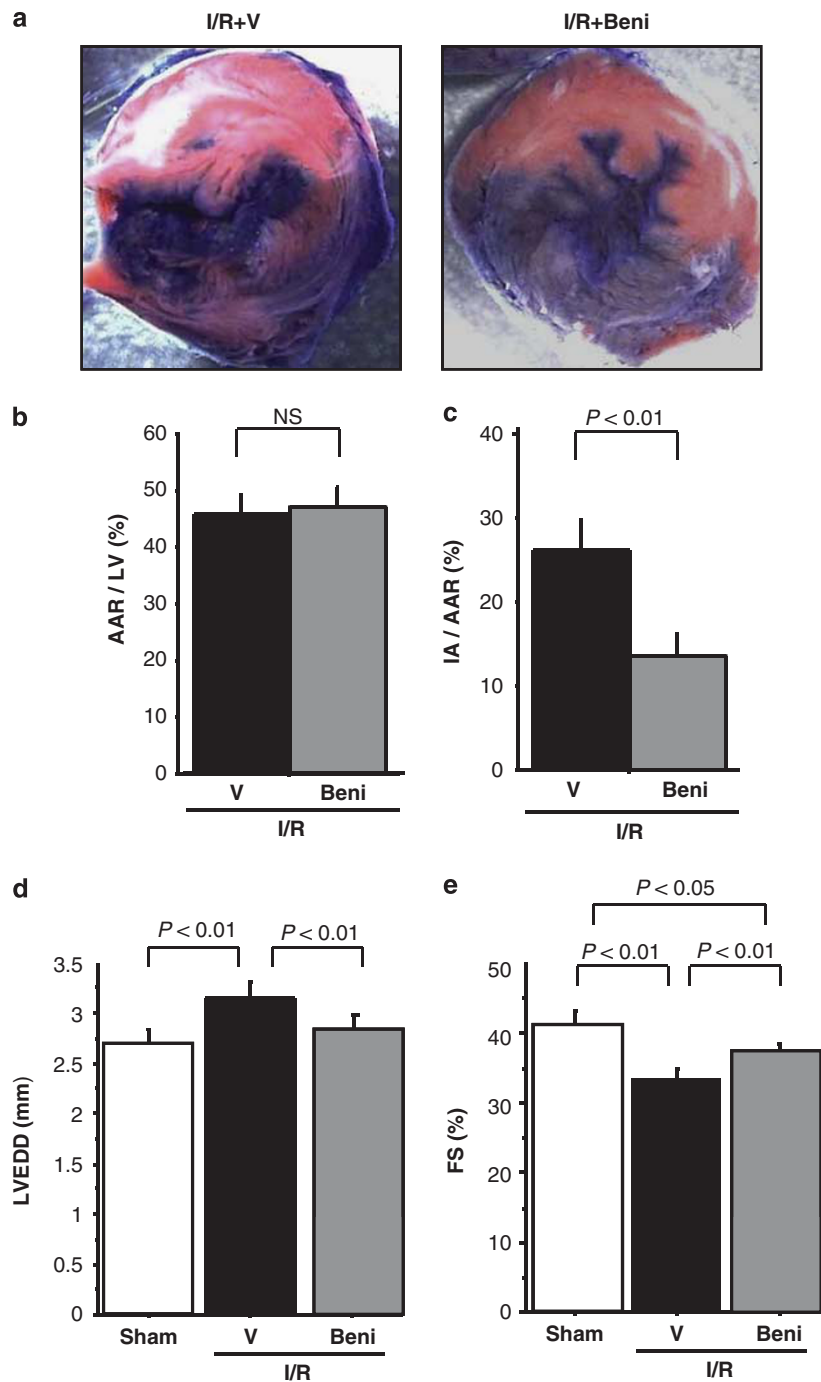 a
I/R+V
I/R+Beni
b
NS
60
50
40
30
20
10
0
AAR / LV (%)
V
Beni
I/R
c
P < 0.01
40
30
20
10
0
IA / AAR (%)
V
Beni
I/R
d
P < 0.01
P < 0.01
3.5
3
2.5
2
1.5
1
0.5
0
LVEDD (mm)
Sham
V
Beni
I/R
e
P < 0.05
P < 0.01
P < 0.01
50
40
30
20
10
0
FS (%)
Sham
V
Beni
I/R